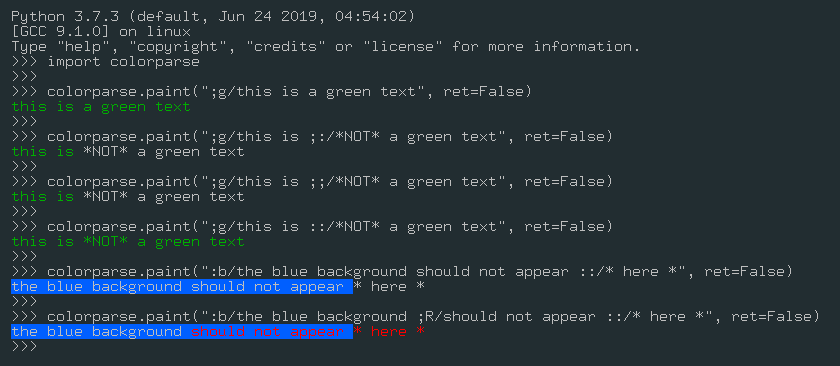 Python 3.7.3 (default, Jun 24 2019, 04:54:02)
[GCC 9.1.0] on linux
Type "help", "copyright", "credits" or "license" for more information.
>>> import colorparse
>>>
>>> colorparse.paint(";g/this is a green text", ret=False)
this is a green text
>>>
>>> colorparse.paint(";g/this is ;:/*NOT* a green text", ret=False)
this is *NOT* a green text
>>>
>>> colorparse.paint(";g/this is ;;/*NOT* a green text", ret=False)
this is *NOT* a green text
>>>
>>> colorparse.paint(";g/this is ::/*NOT* a green text", ret=False)
this is *NOT* a green text
>>>
>>> colorparse.paint(":b/the blue background should not appear ::/* here *", ret=False)
the blue background should not appear * here *
>>>
>>> colorparse.paint(":b/the blue background ;R/should not appear ::/* here *", ret=False)
the blue background should not appear * here *
>>>